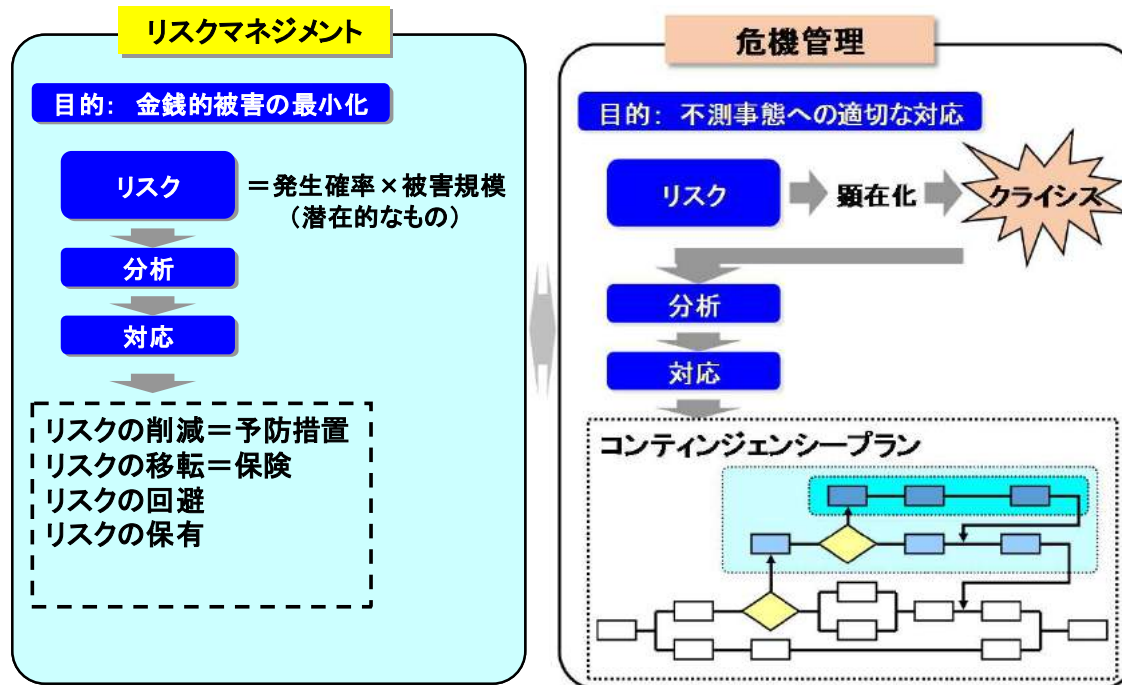 リスクマネジメント
目的： 金銭的被害の最小化
リスク
＝発生確率×被害規模
（潜在的なもの）
分析
対応
リスクの削減＝予防措置
リスクの移転＝保険
リスクの回避
リスクの保有
危機管理
目的： 不測事態への適切な対応
リスク
顕在化
クライシス
分析
対応
コンティンジェンシープラン